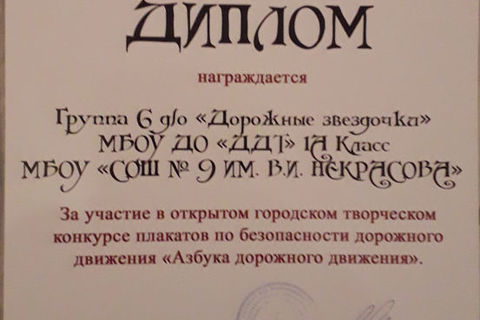 ДИПЛОМ
награждается
Группа 6 д/о «Дорожные звездочки»
МБОУ ДО «ДДТ» 1А Класс
МБОУ «СОШ № 9 ИМ. В.И. НЕКРАСОВА»
За участие в открытом городском творческом
конкурсе плакатов по безопасности дорожного
движения «Азбука дорожного движения».